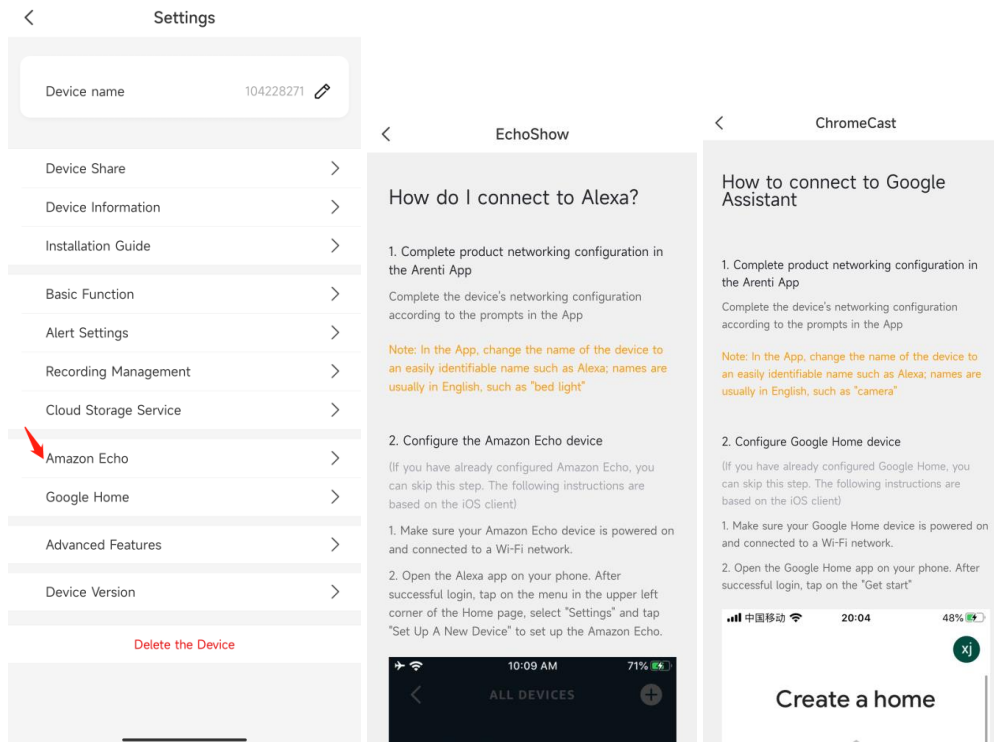 Settings
Device name 104228271
Device Share
Device Information
Installation Guide
Basic Function
Alert Settings
Recording Management
Cloud Storage Service
Amazon Echo
Google Home
Advanced Features
Device Version
Delete the Device
EchoShow
How do I connect to Alexa?
1. Complete product networking configuration in
the Arenti App
Complete the device's networking configuration
according to the prompts in the App
Note: In the App, change the name of the device to
an easily identifiable name such as Alexa; names are
usually in English, such as "bed light"
2. Configure the Amazon Echo device
(If you have already configured Amazon Echo, you
can skip this step. The following instructions are
based on the iOS client)
1. Make sure your Amazon Echo device is powered on
and connected to a Wi-Fi network.
2. Open the Alexa app on your phone. After
successful login, tap on the menu in the upper left
corner of the Home page, select "Settings" and tap
"Set Up A New Device" to set up the Amazon Echo.
10:09 AM 71%
ALL DEVICES
ChromeCast
How to connect to Google
Assistant
1. Complete product networking configuration in
the Arenti App
Complete the device's networking configuration
according to the prompts in the App
Note: In the App, change the name of the device to
an easily identifiable name such as Alexa; names are
usually in English, such as "camera"
2. Configure Google Home device
(If you have already configured Google Home, you
can skip this step. The following instructions are
based on the iOS client)
1. Make sure your Google Home device is powered on
and connected to a Wi-Fi network.
2. Open the Google Home app on your phone. After
successful login, tap on the "Get start"
中国移动 20:04 48%
xj
Create a home